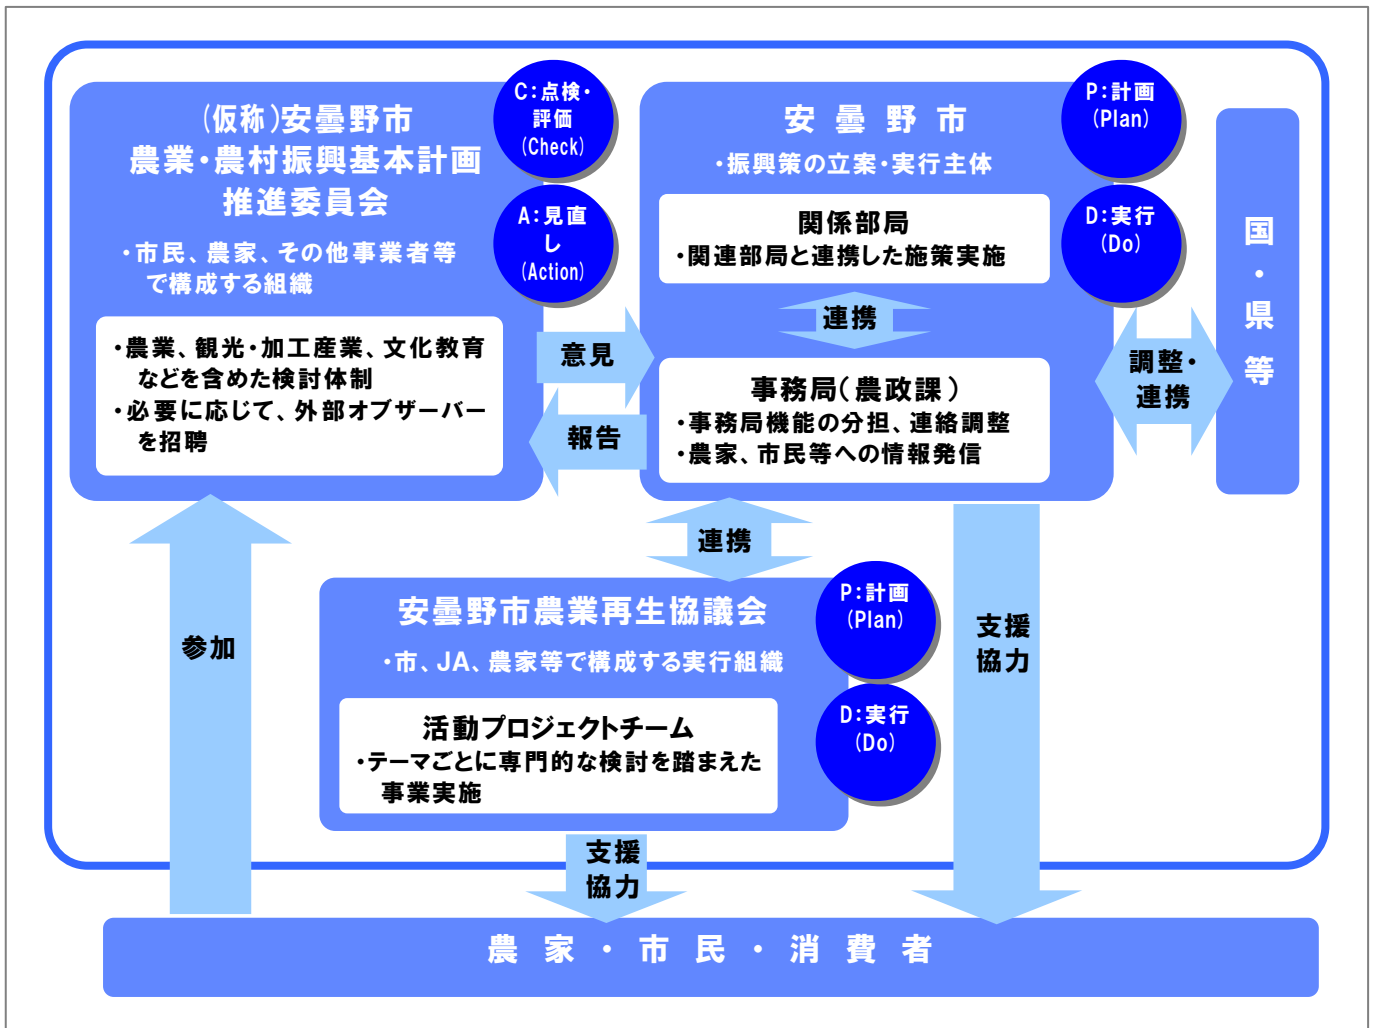 (仮称)安曇野市
農業・農村振興基本計画
推進委員会
・市民、農家、その他事業者等
で構成する組織
・農業、観光・加工産業、文化教育
などを含めた検討体制
・必要に応じて、外部オブザーバー
を招聘
C:点検・
評価
(Check)
A:見直
し
(Action)
意見
報告
安曇野市
・振興策の立案・実行主体
関係部局
・関連部局と連携した施策実施
連携
事務局(農政課)
・事務局機能の分担、連絡調整
・農家、市民等への情報発信
P:計画
(Plan)
D:実行
(Do)
調整・
連携
国・県等
連携
安曇野市農業再生協議会
・市、JA、農家等で構成する実行組織
活動プロジェクトチーム
・テーマごとに専門的な検討を踏まえた
事業実施
P:計画
(Plan)
D:実行
(Do)
参加
支援
協力
支援
協力
農家・市民・消費者